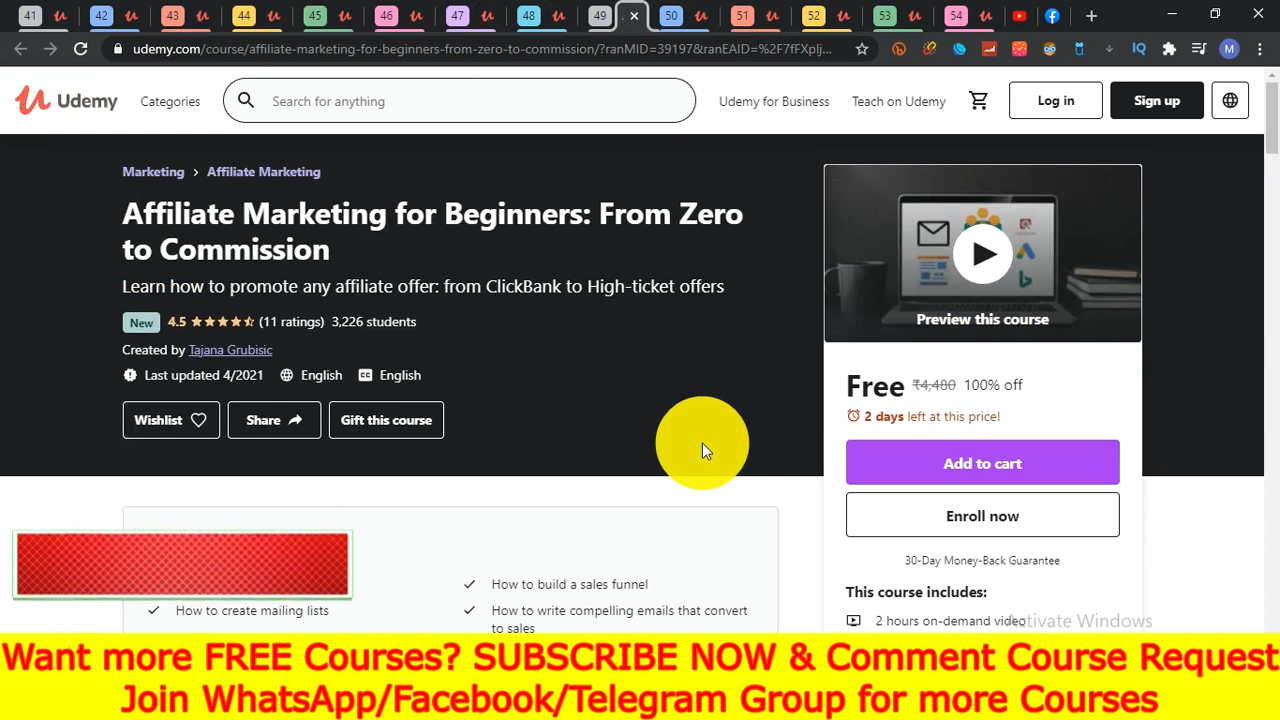 41 42 43 44 45 46 47 48 49 50 51 52 53 54
udemy.com/course/affiliate-marketing-for-beginners-from-zero-to-commission/?ranMID=39197&ranEAID=%2F7fFXplj... IQ M
Udemy Categories Search for anything Udemy for Business Teach on Udemy Log in Sign up
Marketing > Affiliate Marketing
Affiliate Marketing for Beginners: From Zero
to Commission
Learn how to promote any affiliate offer: from ClickBank to High-ticket offers
New 4.5 (11 ratings) 3,226 students
Created by Tajana Grubisic
Last updated 4/2021 English CC English
Wishlist Share Gift this course
Preview this course
Free ₹4,480 100% off
2 days left at this price!
Add to cart
Enroll now
30-Day Money-Back Guarantee
This course includes:
2 hours on-demand video
Activate Windows
How to build a sales funnel
How to create mailing lists
How to write compelling emails that convert
to sales
Want more FREE Courses? SUBSCRIBE NOW & Comment Course Request
Join WhatsApp/Facebook/Telegram Group for more Courses